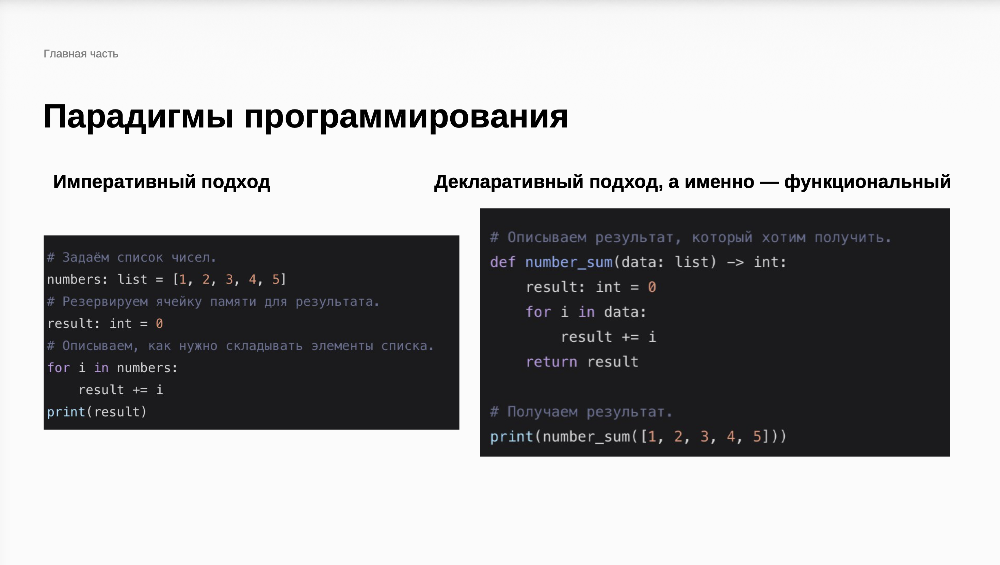 Главная часть
Парадигмы программирования
Императивный подход
# Задаём список чисел.
numbers: list = [1, 2, 3, 4, 5]
# Резервируем ячейку памяти для результата.
result: int = 0
# Описываем, как нужно складывать элементы списка.
for i in numbers:
    result += i
print(result)
Декларативный подход, а именно — функциональный
# Описываем результат, который хотим получить.
def number_sum(data: list) -> int:
    result: int = 0
    for i in data:
        result += i
    return result
# Получаем результат.
print(number_sum([1, 2, 3, 4, 5]))